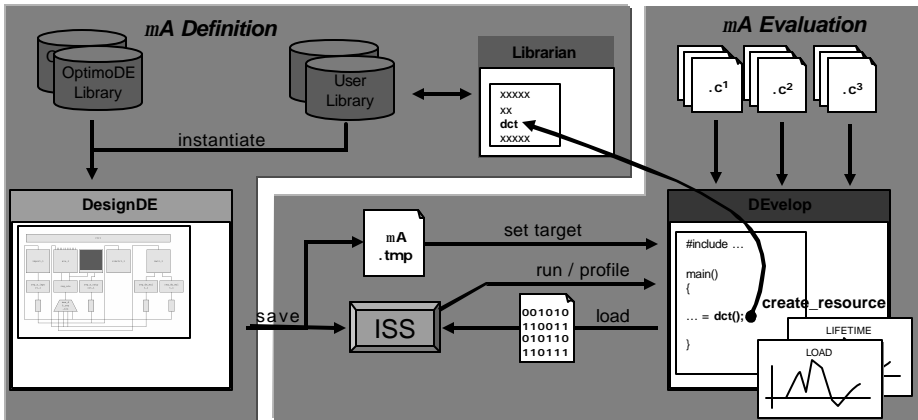 mA Definition
OptimoDE
Library
User
Library
instantiate
Librarian
xxxxx
xx
dct
xxxxx
mA Evaluation
.c1
.c2
.c3
DesignDE
save
mA
.tmp
set target
run / profile
ISS
001010
110011
010110
110111
load
DEvelop
#include …
main()
{
… = dct();
create_resource
}
LIFETIME
LOAD